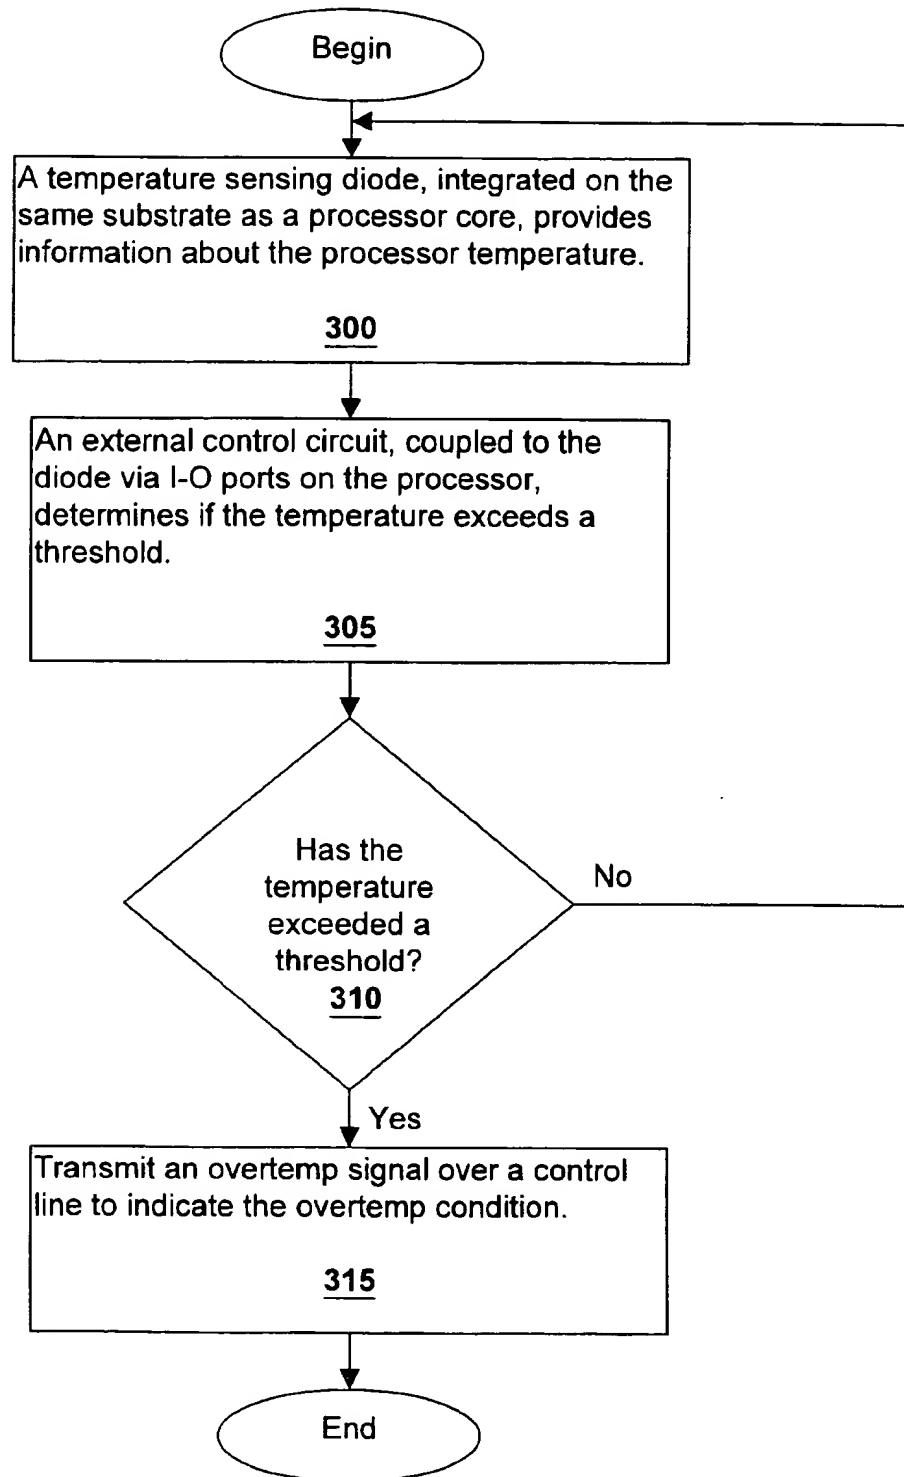 Begin
A temperature sensing diode, integrated on the
same substrate as a processor core, provides
information about the processor temperature.
300
An external control circuit, coupled to the
diode via I-O ports on the processor,
determines if the temperature exceeds a
threshold.
305
Has the
temperature
exceeded a
threshold?
310
No
Yes
Transmit an overtemp signal over a control
line to indicate the overtemp condition.
315
End